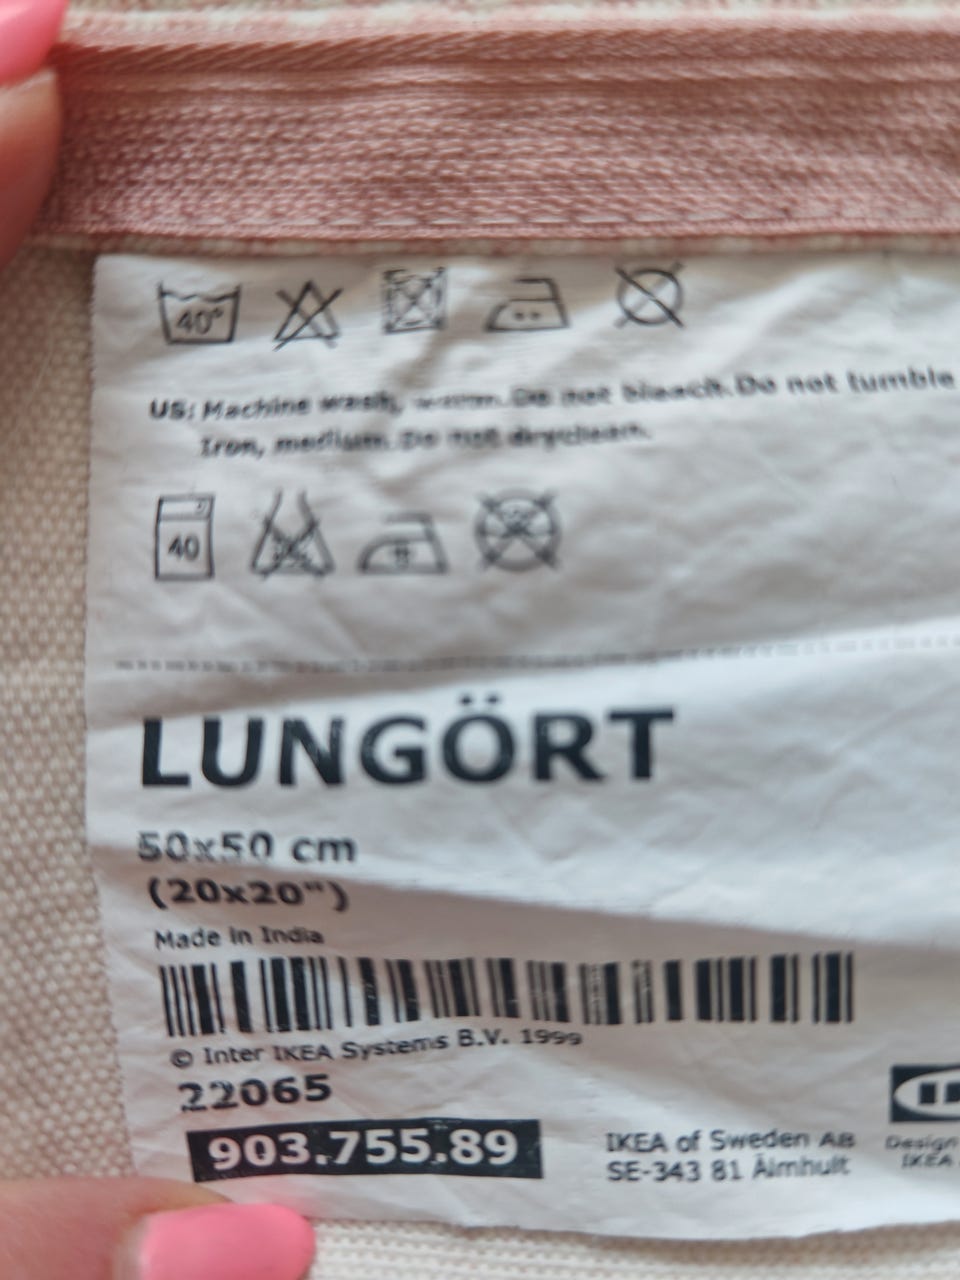 40°
US: Machine wash, warm. Do not bleach. Do not tumble
Iron, medium. Do not dryclean.
40
LUNGÖRT
50x50 cm
(20x20")
Made in India
© Inter IKEA Systems B.V. 1999
22065
903.755.89
IKEA of Sweden AB
SE-343 81 Älmhult
Design
IKEA